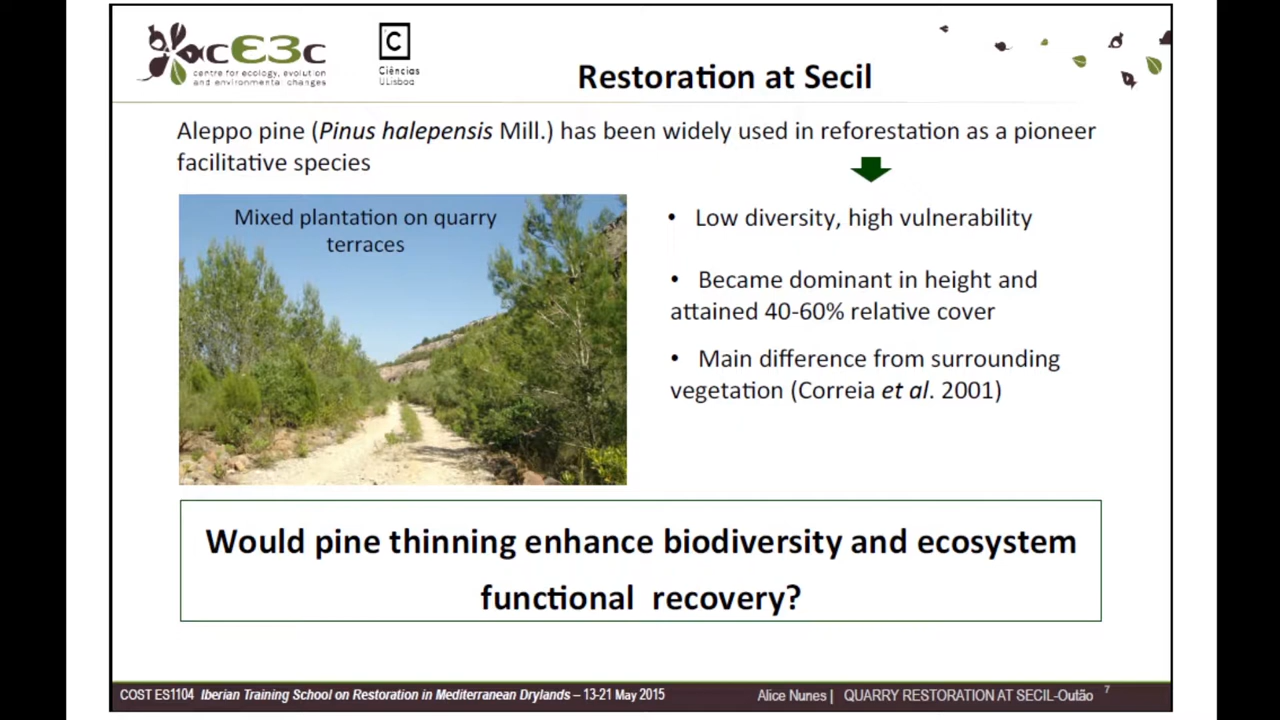 cE3c
centre for ecology, evolution
and environmental changes
C
Ciências
ULisboa
Restoration at Secil
Aleppo pine (Pinus halepensis Mill.) has been widely used in reforestation as a pioneer
facilitative species
Mixed plantation on quarry
terraces
• Low diversity, high vulnerability
• Became dominant in height and
attained 40-60% relative cover
• Main difference from surrounding
vegetation (Correia et al. 2001)
Would pine thinning enhance biodiversity and ecosystem
functional recovery?
COST ES1104 Iberian Training School on Restoration in Mediterranean Drylands – 13-21 May 2015
Alice Nunes | QUARRY RESTORATION AT SECIL-Outão 7